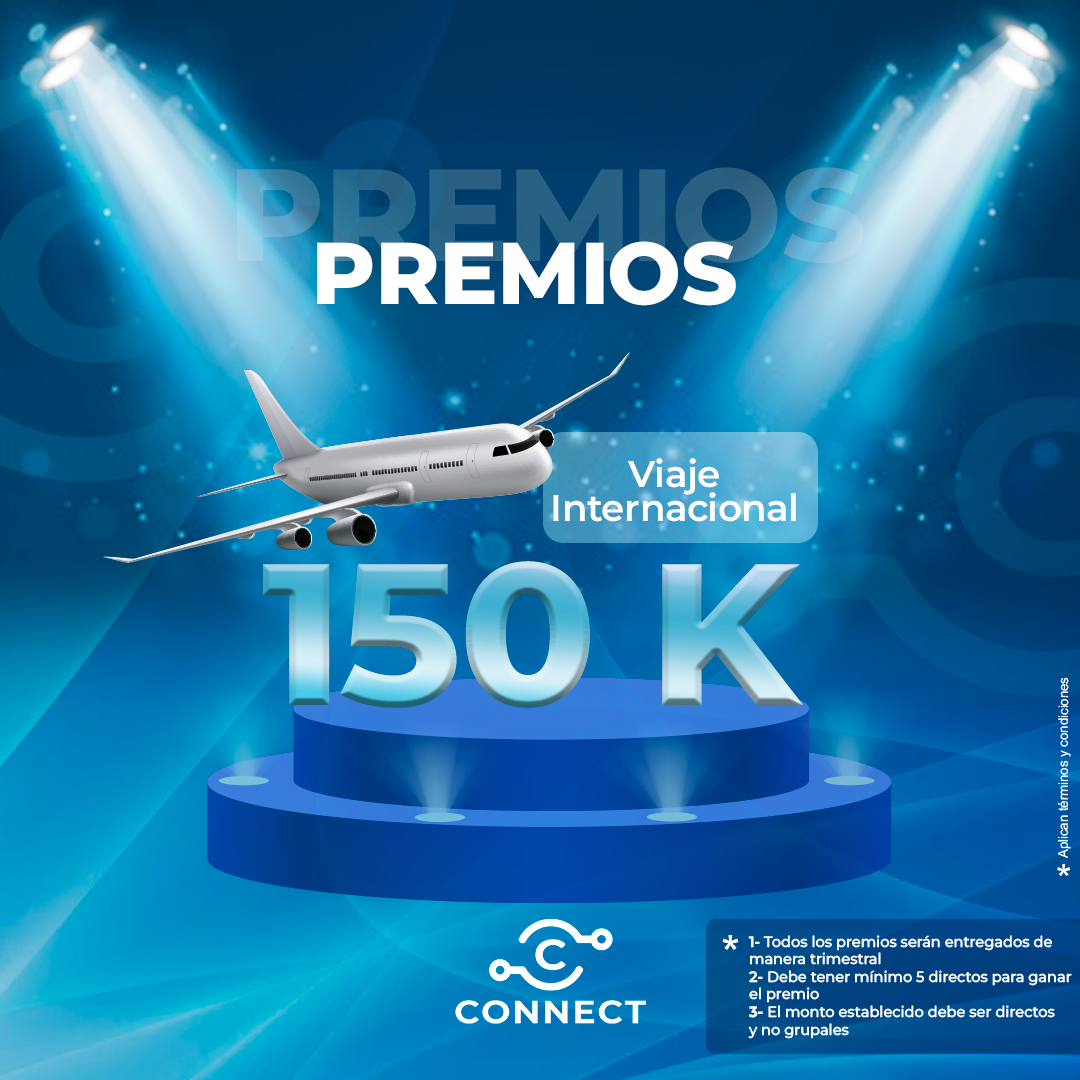 PREMIOS
PREMIOS
Viaje
Internacional
150 K
* Aplican términos y condiciones
C
CONNECT
* 1- Todos los premios serán entregados de
manera trimestral
2- Debe tener mínimo 5 directos para ganar
el premio
3- El monto establecido debe ser directos
y no grupales